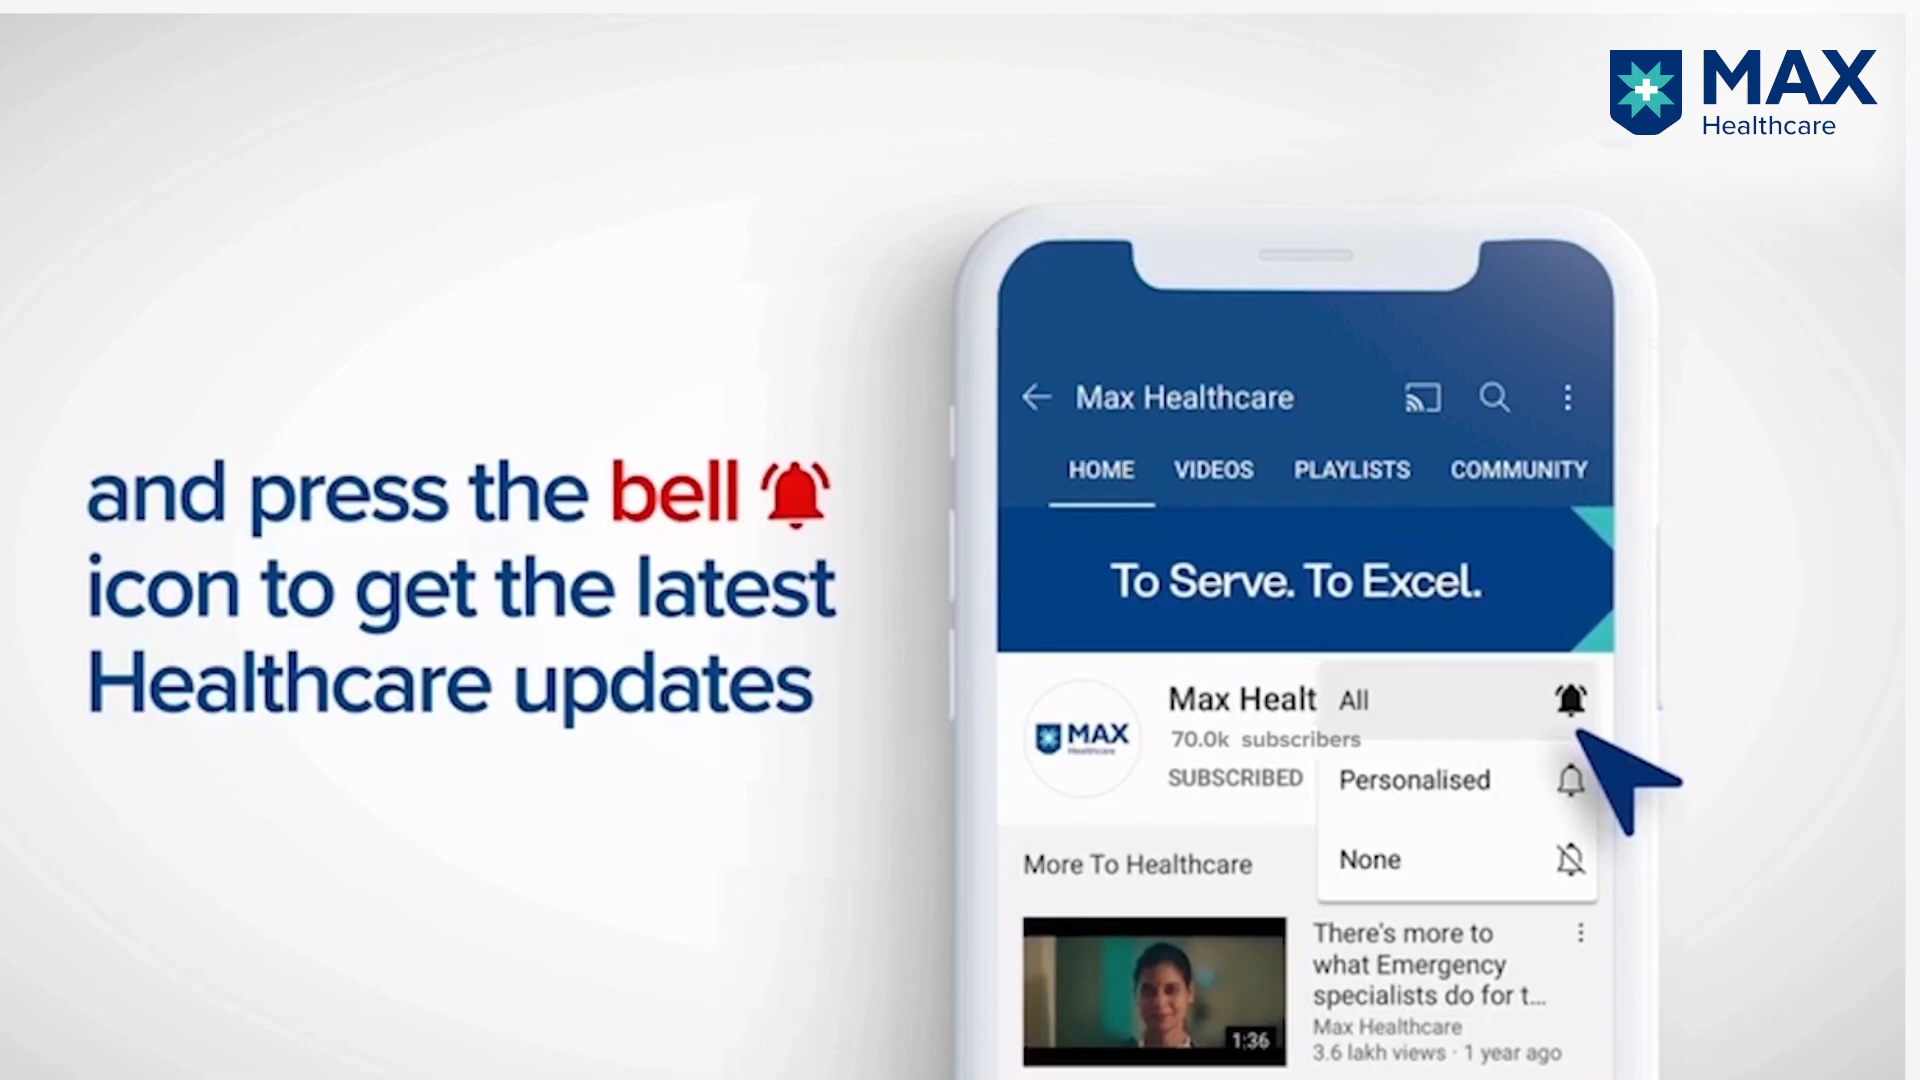 MAX
Healthcare
and press the bell
icon to get the latest
Healthcare updates
Max Healthcare
HOME VIDEOS PLAYLISTS COMMUNITY
To Serve. To Excel.
MAX
Healthcare
Max Healt
70.0k subscribers
SUBSCRIBED
All
Personalised
None
More To Healthcare
1:36
There's more to
what Emergency
specialists do for t...
Max Healthcare
3.6 lakh views · 1 year ago